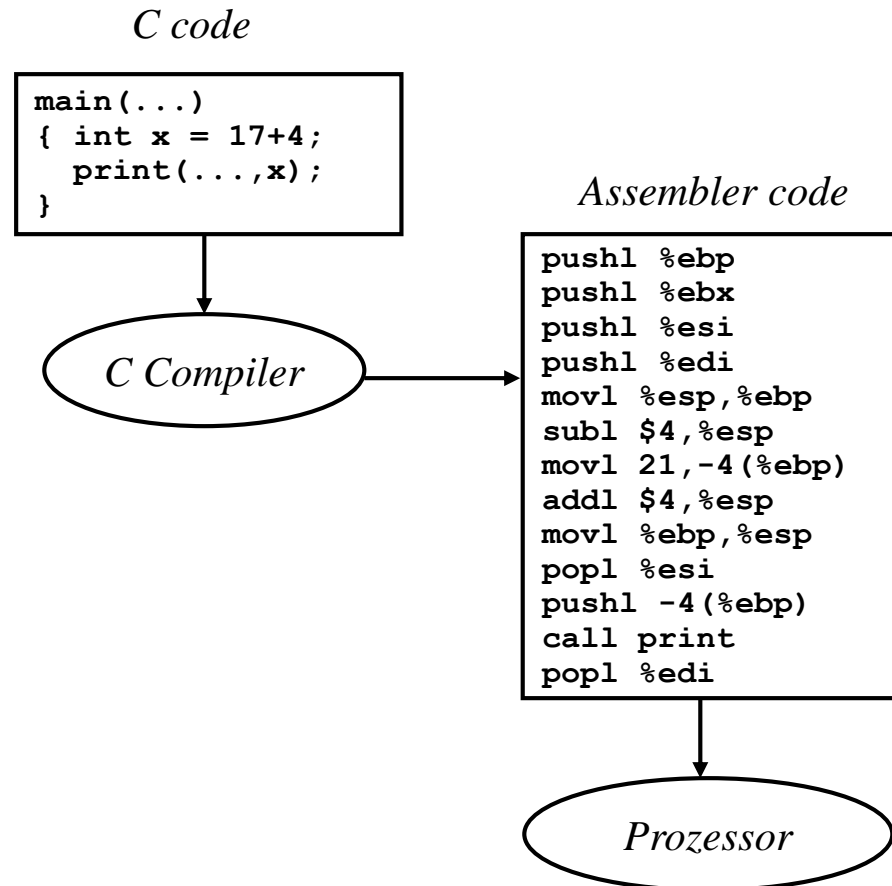 C code
main(...)
{ int x = 17+4;
  print(...,x);
}
C Compiler
Assembler code
pushl %ebp
pushl %ebx
pushl %esi
pushl %edi
movl %esp,%ebp
subl $4,%esp
movl 21,-4(%ebp)
addl $4,%esp
movl %ebp,%esp
popl %esi
pushl -4(%ebp)
call print
popl %edi
Prozessor